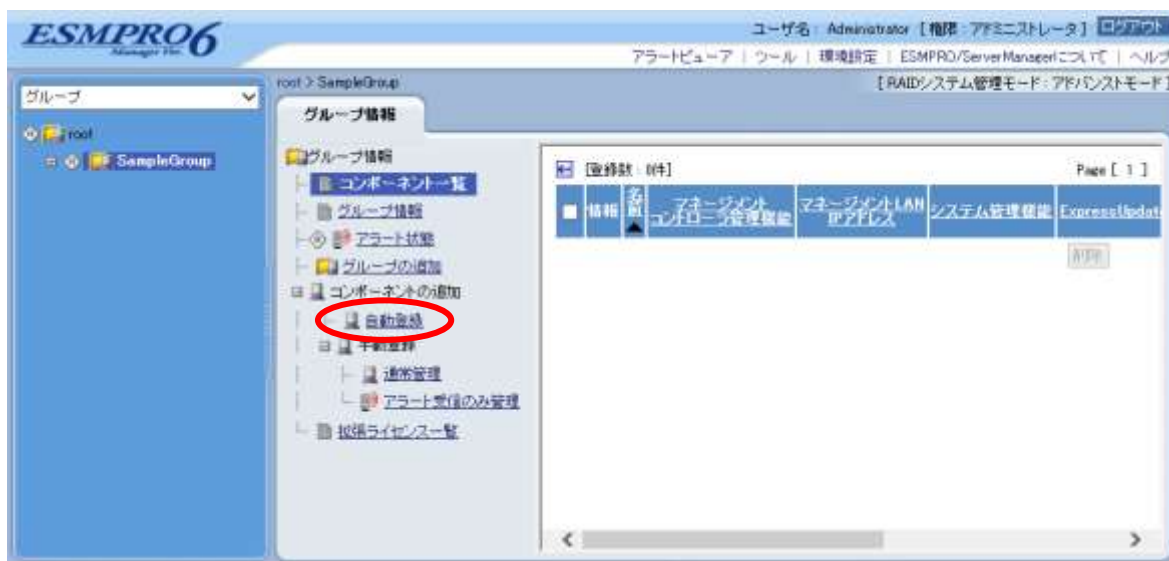 ESMPRO6
Manager Ver.
ユーザ名 : Administrator [ 権限 : アドミニストレータ ] ログアウト
アラートビューア | ツール | 環境設定 | ESMPRO/ServerManagerについて | ヘルプ
グループ
root
SampleGroup
root > SampleGroup
[ RAIDシステム管理モード : アドバンストモード ]
グループ情報
グループ情報
コンポーネント一覧
グループ情報
アラート状態
グループの追加
コンポーネントの追加
自動登録
手動登録
通常管理
アラート受信のみ管理
拡張ライセンス一覧
[登録数 : 0件]
Page [ 1 ]
情報
名前
▲
マネージメント
コントローラ管理機能
マネージメントLAN
IPアドレス
システム管理機能
ExpressUpdat
削除